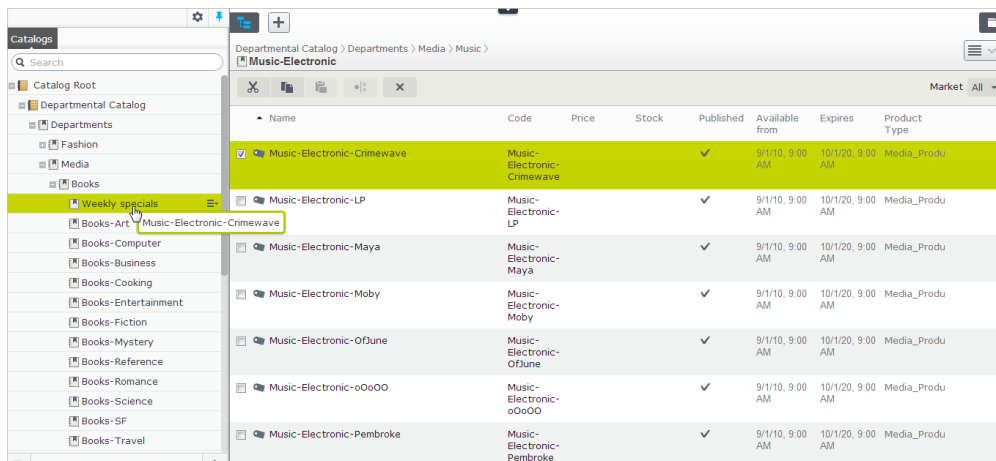 Catalogs
Search
Catalog Root
Departmental Catalog
Departments
Fashion
Media
Books
Weekly specials
Books-Art
Music-Electronic-Crimewave
Books-Computer
Books-Business
Books-Cooking
Books-Entertainment
Books-Fiction
Books-Mystery
Books-Reference
Books-Romance
Books-Science
Books-SF
Books-Travel
Departmental Catalog > Departments > Media > Music >
Music-Electronic
Market All
Name Code Price Stock Published Available from Expires Product Type
Music-Electronic-Crimewave Music-Electronic-Crimewave 9/1/10, 9:00 AM 10/1/20, 9:00 AM Media_Produ
Music-Electronic-LP Music-Electronic-LP 9/1/10, 9:00 AM 10/1/20, 9:00 AM Media_Produ
Music-Electronic-Maya Music-Electronic-Maya 9/1/10, 9:00 AM 10/1/20, 9:00 AM Media_Produ
Music-Electronic-Moby Music-Electronic-Moby 9/1/10, 9:00 AM 10/1/20, 9:00 AM Media_Produ
Music-Electronic-OfJune Music-Electronic-OfJune 9/1/10, 9:00 AM 10/1/20, 9:00 AM Media_Produ
Music-Electronic-oOoOO Music-Electronic-oOoOO 9/1/10, 9:00 AM 10/1/20, 9:00 AM Media_Produ
Music-Electronic-Pembroke Music-Electronic-Pembroke 9/1/10, 9:00 AM 10/1/20, 9:00 AM Media_Produ